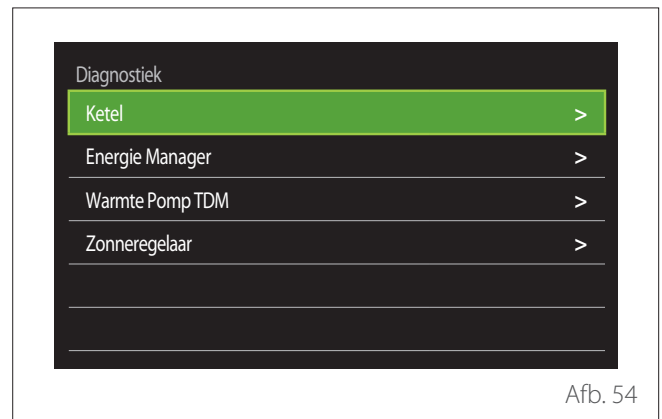 Diagnostiek
Ketel >
Energie Manager >
Warmte Pomp TDM >
Zonneregelaar >
Afb. 54